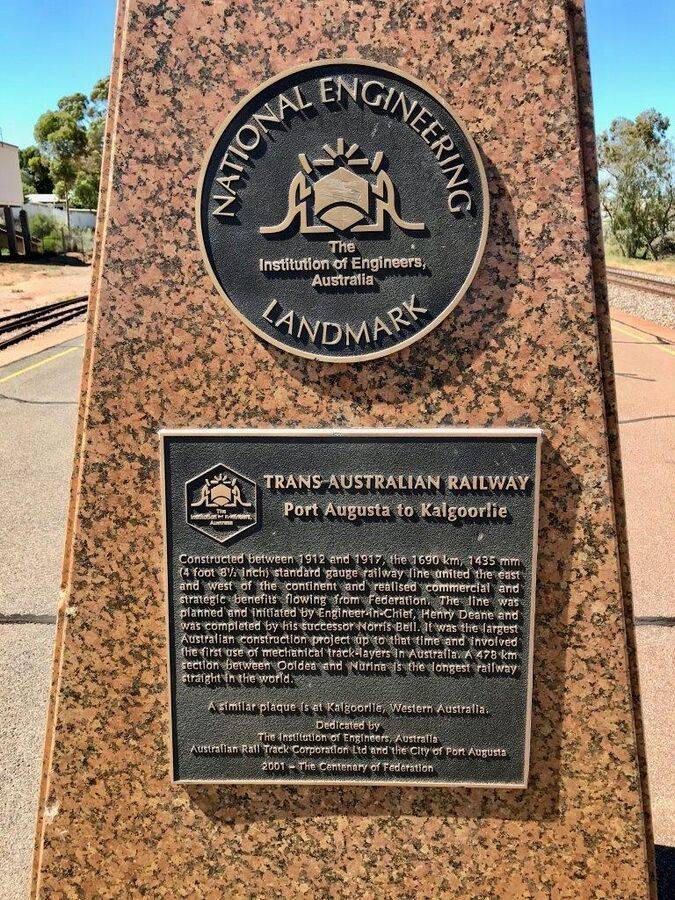 NATIONAL ENGINEERING
The
Institution of Engineers,
Australia
LANDMARK
TRANS AUSTRALIAN RAILWAY
Port Augusta to Kalgoorlie
The
Institution of Engineers,
Australia
Constructed between 1912 and 1917, the 1690 km, 1435 mm
(4 foot 8½ inch) standard gauge railway line united the east
and west of the continent and realised commercial and
strategic benefits flowing from Federation. The line was
planned and initiated by Engineer-in-Chief, Henry Deane and
was completed by his successor Norris Bell. It was the largest
Australian construction project up to that time and involved
the first use of mechanical track-layers in Australia. A 478 km
section between Ooldea and Nurina is the longest railway
straight in the world.
A similar plaque is at Kalgoorlie, Western Australia.
Dedicated by
The Institution of Engineers, Australia
Australian Rail Track Corporation Ltd and the City of Port Augusta
2001 – The Centenary of Federation